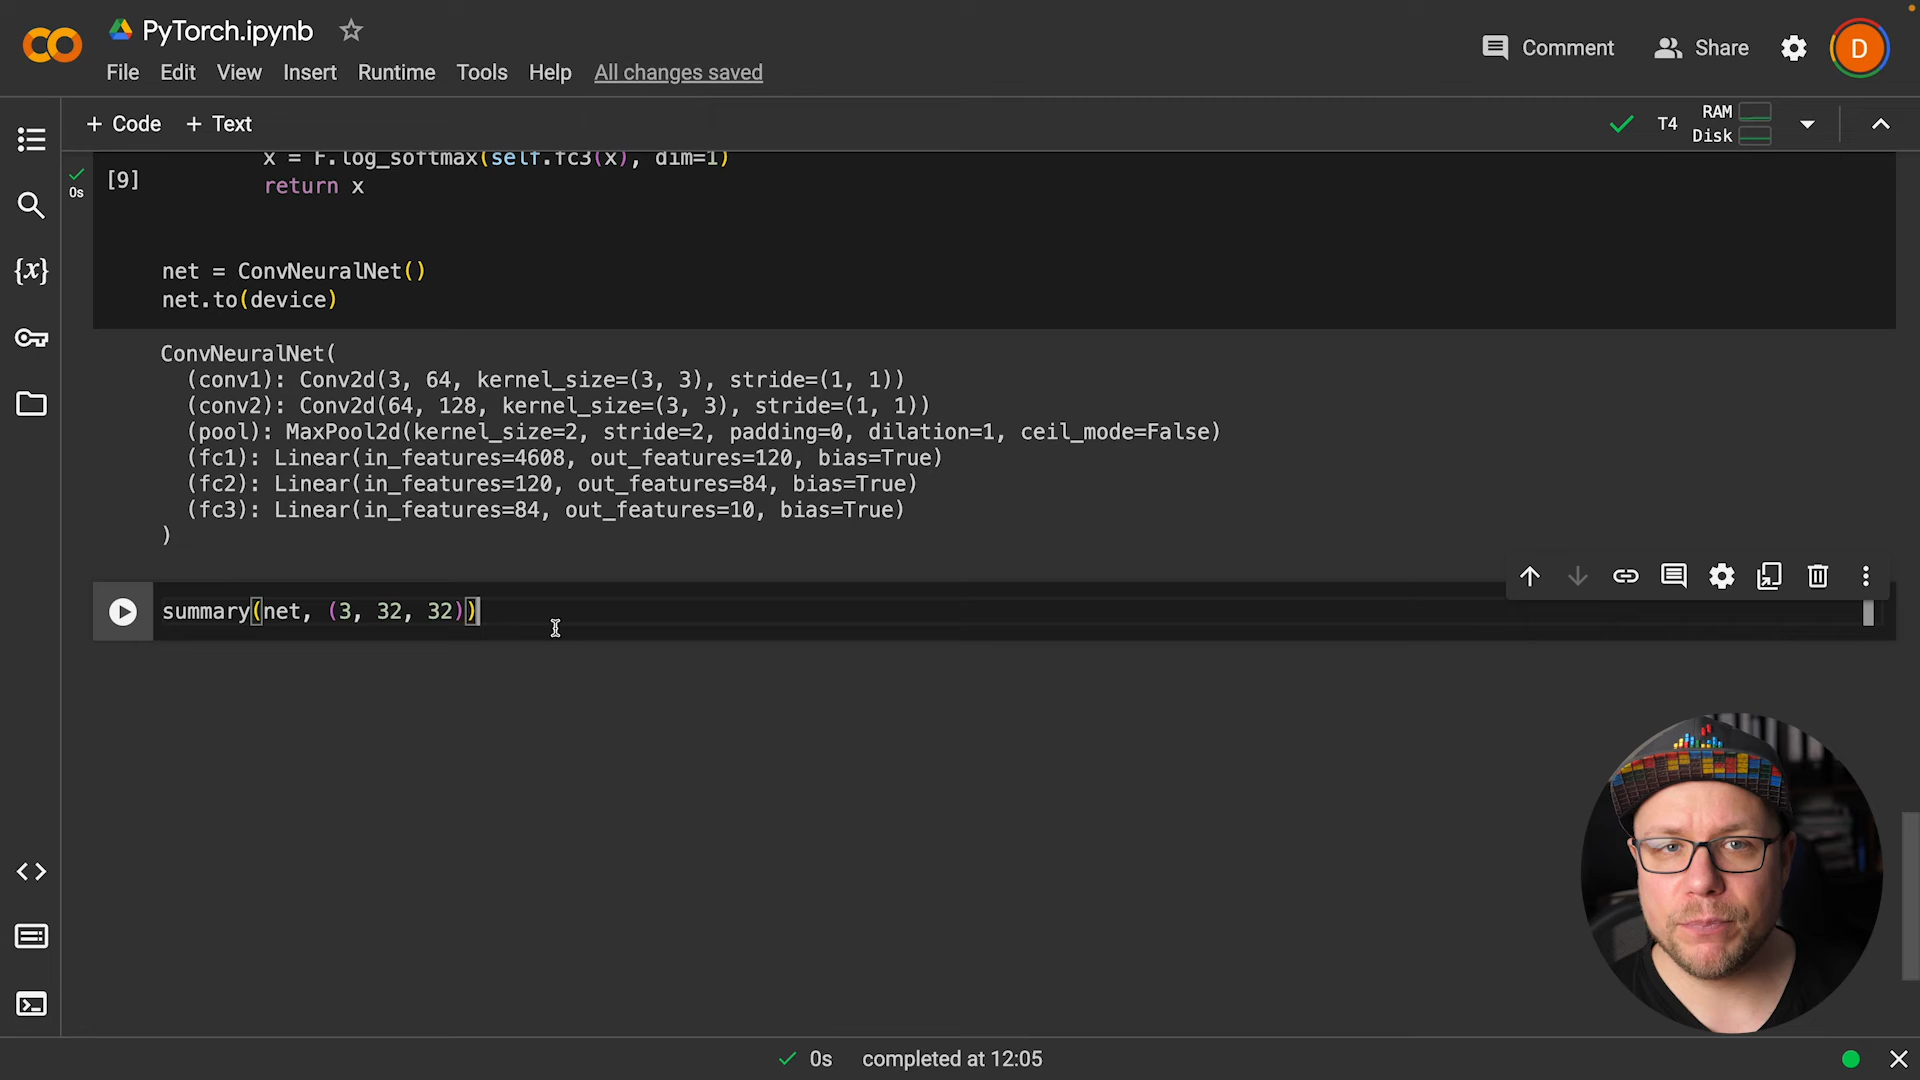 PyTorch.ipynb
Comment
Share
D
File Edit View Insert Runtime Tools Help All changes saved
+ Code + Text
T4
RAM
Disk
x = F.log_softmax(self.fc3(x), dim=1)
[9]
0s
return x
net = ConvNeuralNet()
net.to(device)
ConvNeuralNet(
(conv1): Conv2d(3, 64, kernel_size=(3, 3), stride=(1, 1))
(conv2): Conv2d(64, 128, kernel_size=(3, 3), stride=(1, 1))
(pool): MaxPool2d(kernel_size=2, stride=2, padding=0, dilation=1, ceil_mode=False)
(fc1): Linear(in_features=4608, out_features=120, bias=True)
(fc2): Linear(in_features=120, out_features=84, bias=True)
(fc3): Linear(in_features=84, out_features=10, bias=True)
)
summary(net, (3, 32, 32))
0s completed at 12:05